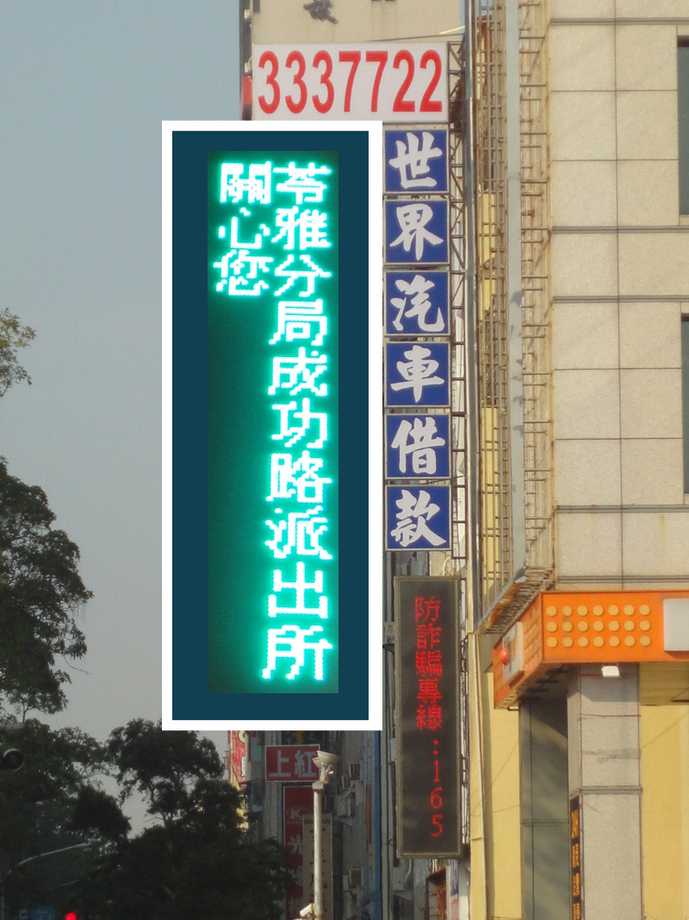 3337722
苓雅分局成功路派出所
關心您
世界汽車借款
防詐騙專線：165
上紅